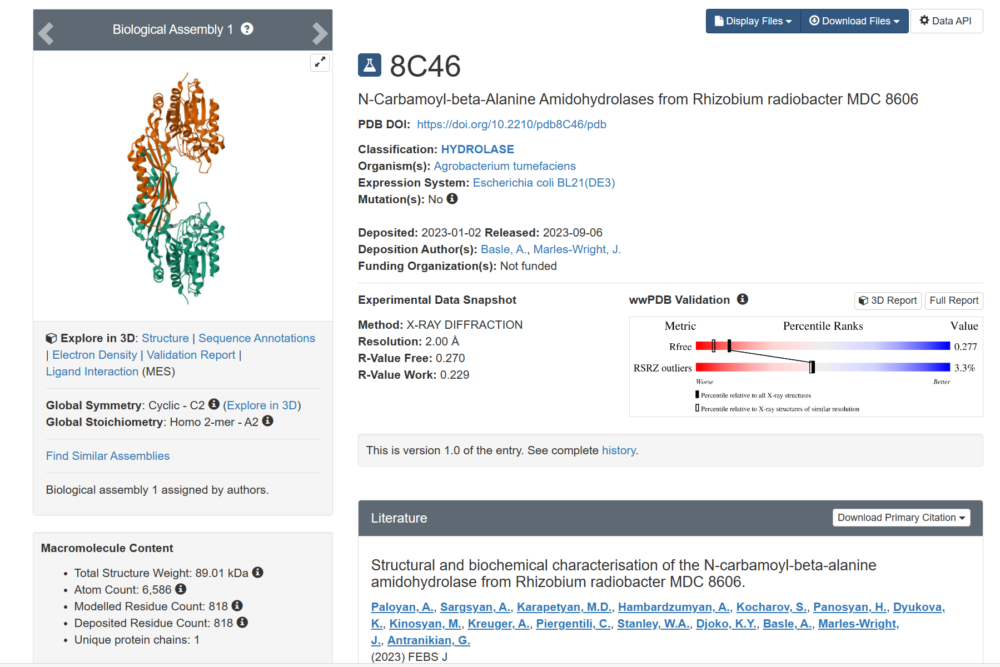 Biological Assembly 1 ?
Explore in 3D: Structure | Sequence Annotations
| Electron Density | Validation Report |
Ligand Interaction (MES)
Global Symmetry: Cyclic - C2 (Explore in 3D)
Global Stoichiometry: Homo 2-mer - A2
Find Similar Assemblies
Biological assembly 1 assigned by authors.
Macromolecule Content
Total Structure Weight: 89.01 kDa
Atom Count: 6,586
Modelled Residue Count: 818
Deposited Residue Count: 818
Unique protein chains: 1
Display Files Download Files Data API
8C46
N-Carbamoyl-beta-Alanine Amidohydrolases from Rhizobium radiobacter MDC 8606
PDB DOI: https://doi.org/10.2210/pdb8C46/pdb
Classification: HYDROLASE
Organism(s): Agrobacterium tumefaciens
Expression System: Escherichia coli BL21(DE3)
Mutation(s): No
Deposited: 2023-01-02 Released: 2023-09-06
Deposition Author(s): Basle, A., Marles-Wright, J.
Funding Organization(s): Not funded
Experimental Data Snapshot
Method: X-RAY DIFFRACTION
Resolution: 2.00 Å
R-Value Free: 0.270
R-Value Work: 0.229
wwPDB Validation 3D Report Full Report
Metric Percentile Ranks Value
Rfree 0.277
RSRZ outliers 3.3%
Worse Better
Percentile relative to all X-ray structures
Percentile relative to X-ray structures of similar resolution
This is version 1.0 of the entry. See complete history.
Literature Download Primary Citation
Structural and biochemical characterisation of the N-carbamoyl-beta-alanine
amidohydrolase from Rhizobium radiobacter MDC 8606.
Paloyan, A., Sargsyan, A., Karapetyan, M.D., Hambardzumyan, A., Kocharov, S., Panosyan, H., Dyukova,
K., Kinosyan, M., Kreuger, A., Piergentili, C., Stanley, W.A., Djoko, K.Y., Basle, A., Marles-Wright,
J., Antranikian, G.
(2023) FEBS J